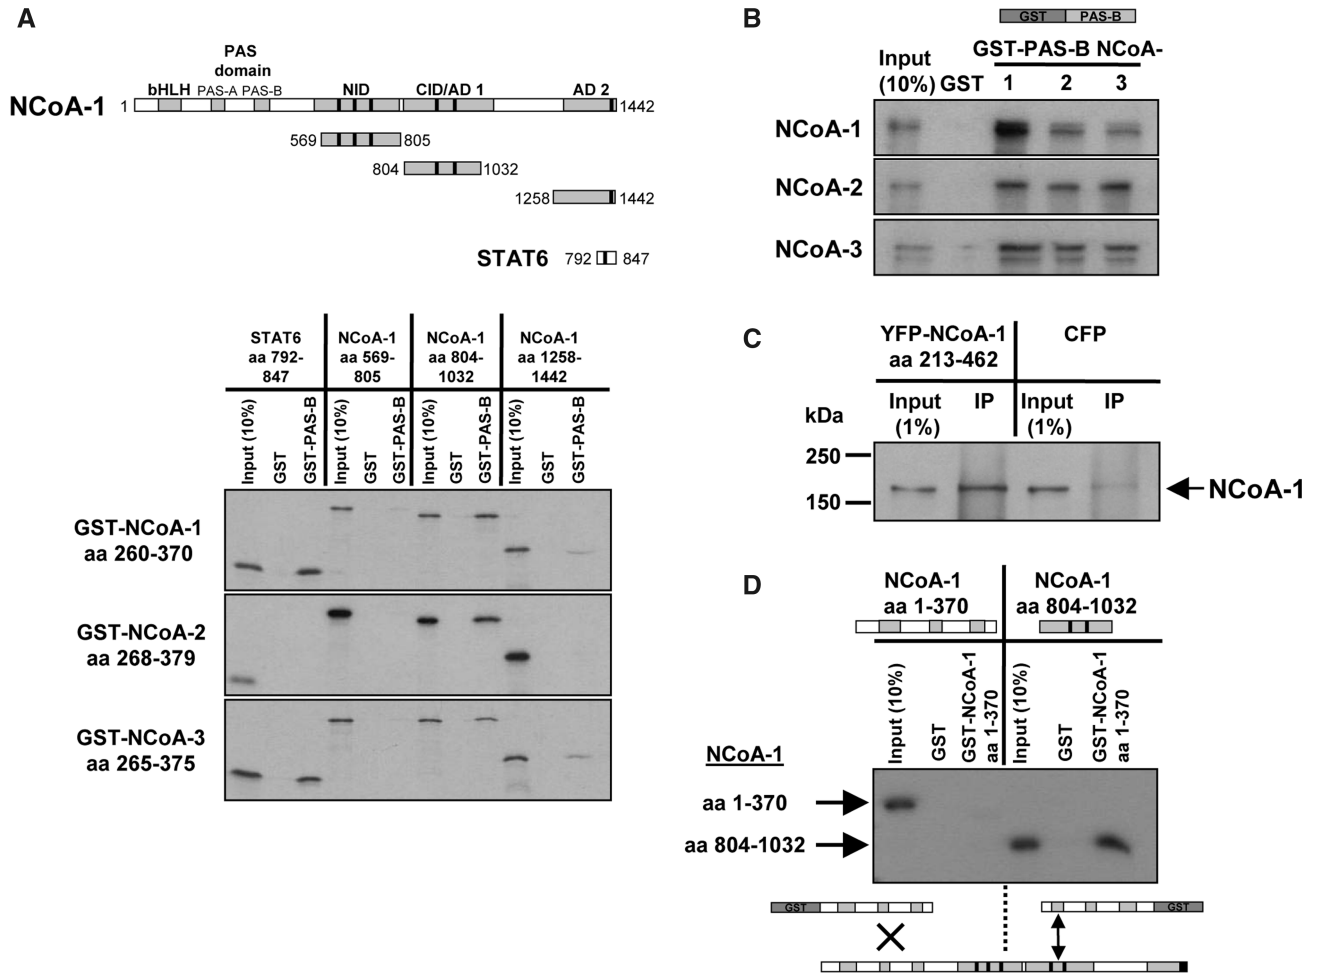 A
PAS
domain
bHLH PAS-A PAS-B NID CID/AD 1 AD 2
NCoA-1 1 1442
569 805
804 1032
1258 1442
STAT6 792 847
STAT6 aa 792-847
NCoA-1 aa 569-805
NCoA-1 aa 804-1032
NCoA-1 aa 1258-1442
Input (10%) GST GST-PAS-B Input (10%) GST GST-PAS-B Input (10%) GST GST-PAS-B Input (10%) GST GST-PAS-B
GST-NCoA-1
aa 260-370
GST-NCoA-2
aa 268-379
GST-NCoA-3
aa 265-375
B
GST PAS-B
GST-PAS-B NCoA-
Input
(10%) GST 1 2 3
NCoA-1
NCoA-2
NCoA-3
C
YFP-NCoA-1
aa 213-462
CFP
Input (1%) IP Input (1%) IP
kDa
250
150
NCoA-1
D
NCoA-1
aa 1-370
NCoA-1
aa 804-1032
Input (10%) GST GST-NCoA-1 aa 1-370 Input (10%) GST GST-NCoA-1 aa 1-370
NCoA-1
aa 1-370
aa 804-1032
GST GST